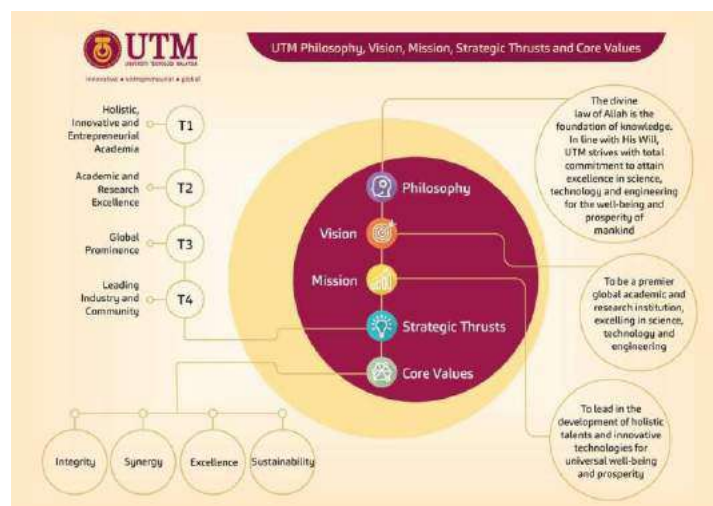 UTM
UNIVERSITI TEKNOLOGI MALAYSIA
innovative • entrepreneurial • global
UTM Philosophy, Vision, Mission, Strategic Thrusts and Core Values
Holistic,
Innovative and
Entrepreneurial
Academia
T1
Academic and
Research
Excellence
T2
Global
Prominence
T3
Leading
Industry and
Community
T4
Philosophy
Vision
Mission
Strategic Thrusts
Core Values
The divine
law of Allah is the
foundation of knowledge.
In line with His Will,
UTM strives with total
commitment to attain
excellence in science,
technology and engineering
for the well-being and
prosperity of
mankind
To be a premier
global academic and
research institution,
excelling in science,
technology and
engineering
To lead in the
development of holistic
talents and innovative
technologies for
universal well-being
and prosperity
Integrity
Synergy
Excellence
Sustainability